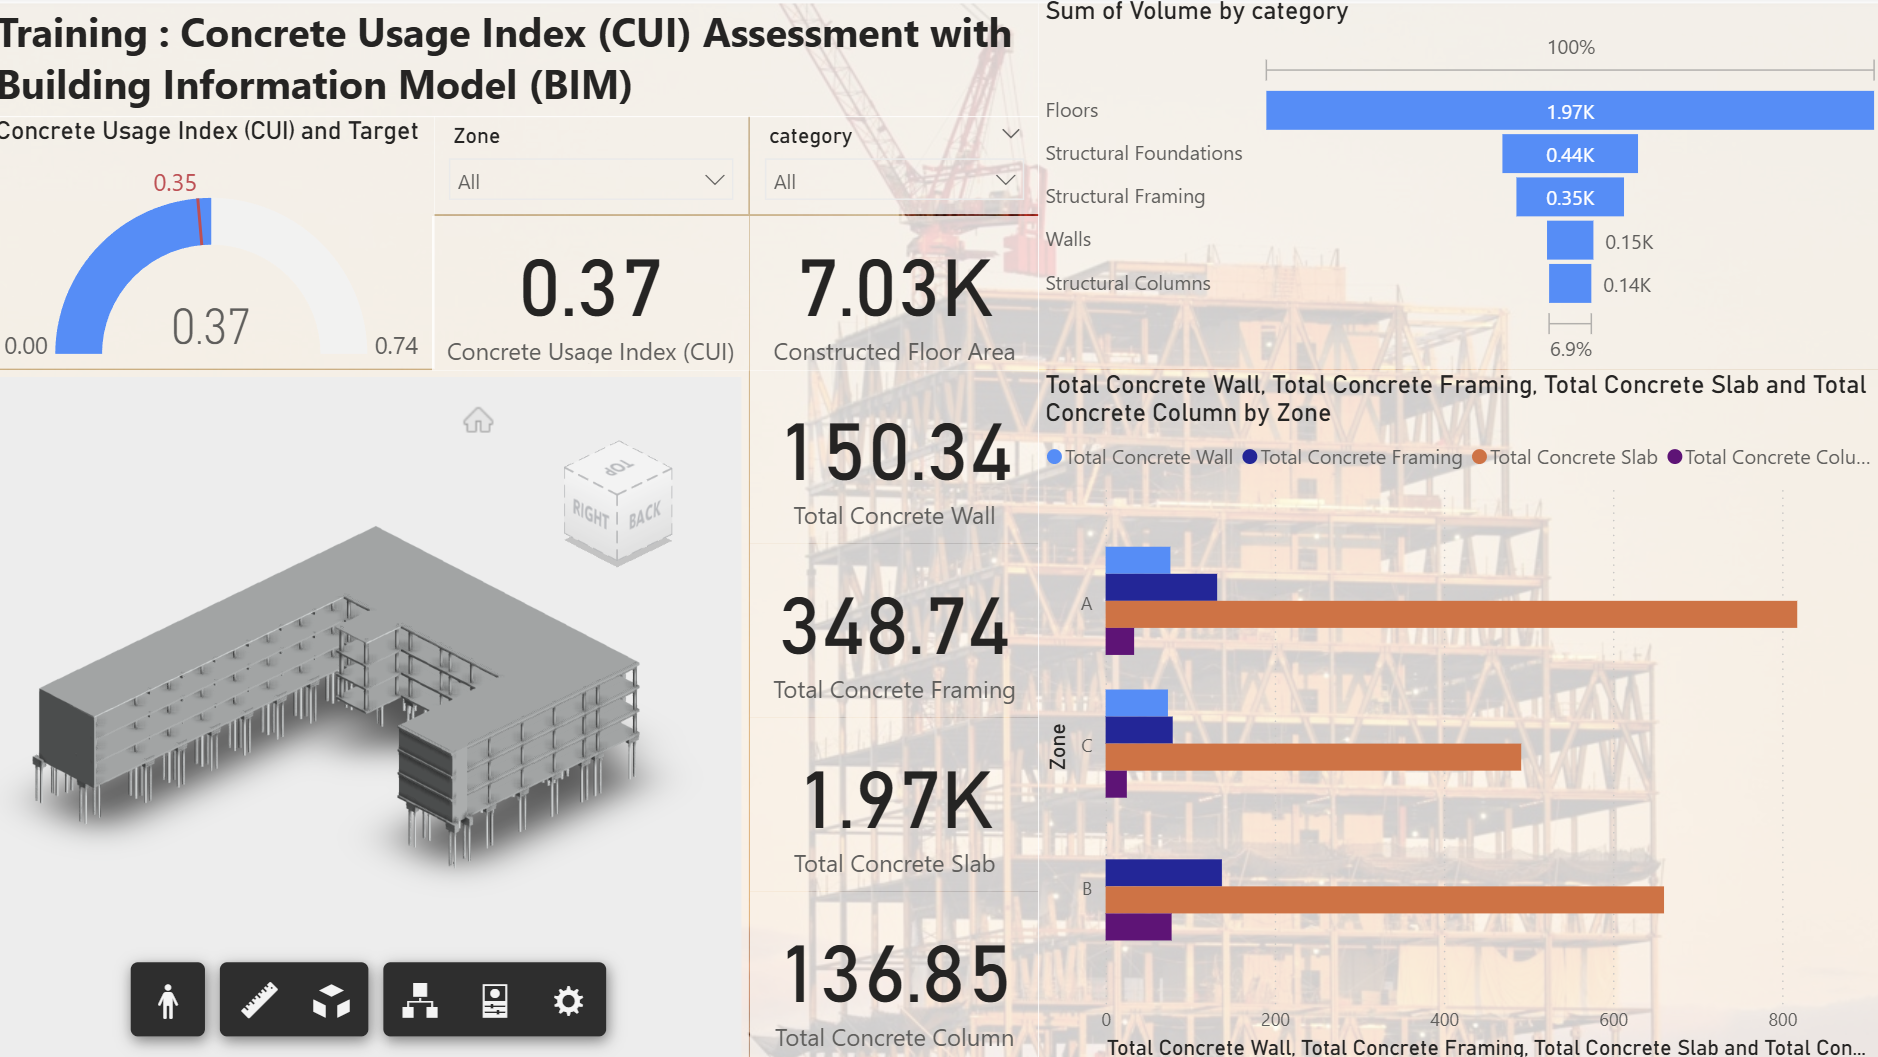 Training : Concrete Usage Index (CUI) Assessment with
Building Information Model (BIM)
Concrete Usage Index (CUI) and Target
0.35
0.37
0.00
0.74
Zone
All
category
All
0.37
Concrete Usage Index (CUI)
7.03K
Constructed Floor Area
150.34
Total Concrete Wall
348.74
Total Concrete Framing
1.97K
Total Concrete Slab
136.85
Total Concrete Column
TOP
RIGHT
BACK
Sum of Volume by category
100%
Floors
1.97K
Structural Foundations
0.44K
Structural Framing
0.35K
Walls
0.15K
Structural Columns
0.14K
6.9%
Total Concrete Wall, Total Concrete Framing, Total Concrete Slab and Total
Concrete Column by Zone
Total Concrete Wall Total Concrete Framing Total Concrete Slab Total Concrete Colu...
Zone
A
C
B
0 200 400 600 800
Total Concrete Wall, Total Concrete Framing, Total Concrete Slab and Total Con...